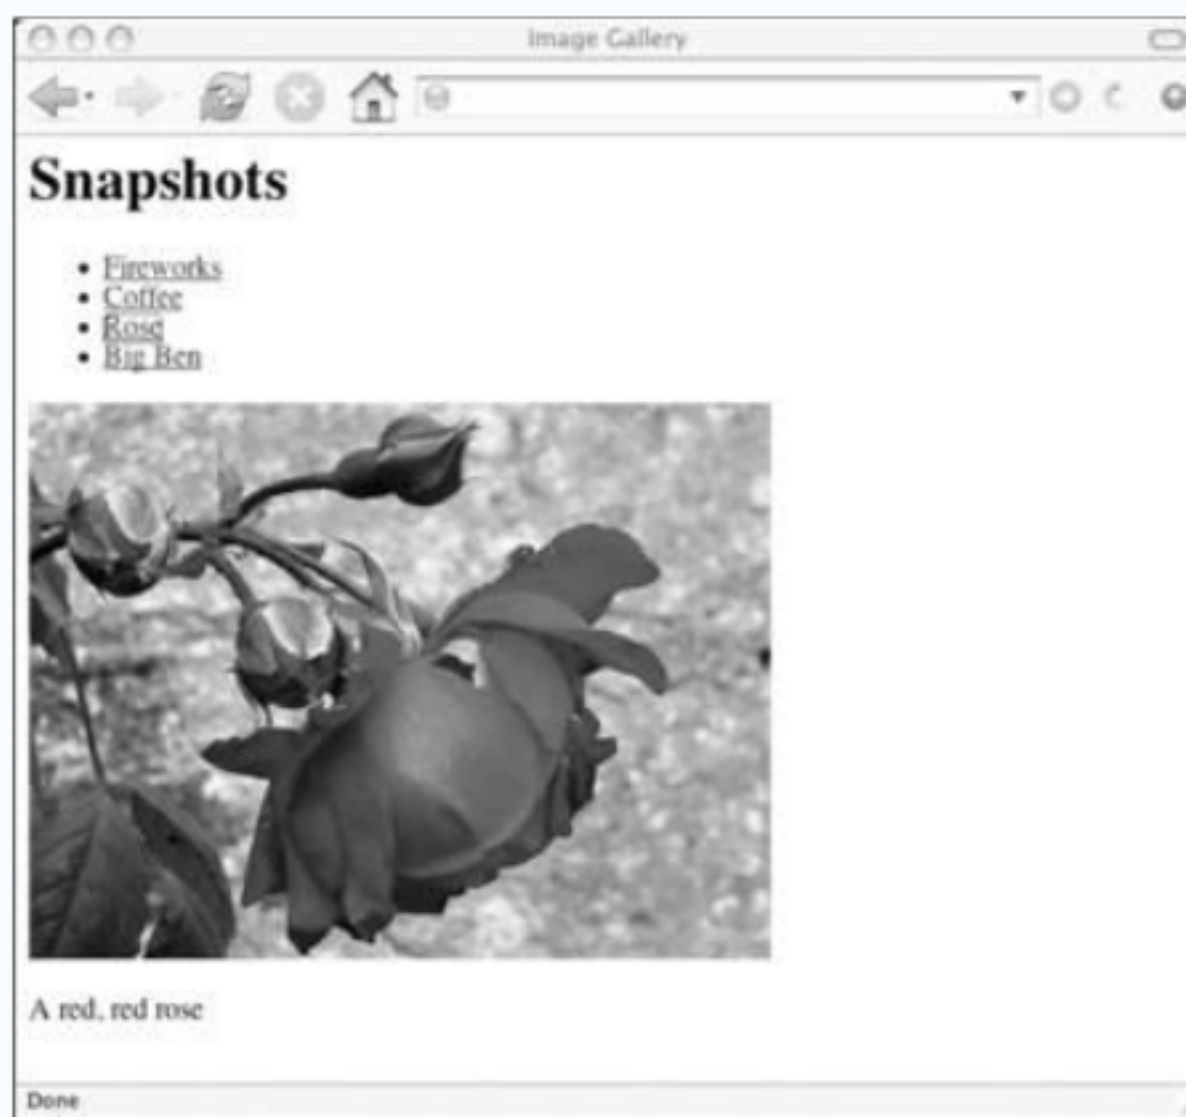 Image Gallery
Snapshots
• Fireworks
• Coffee
• Rose
• Big Ben
A red, red rose
Done